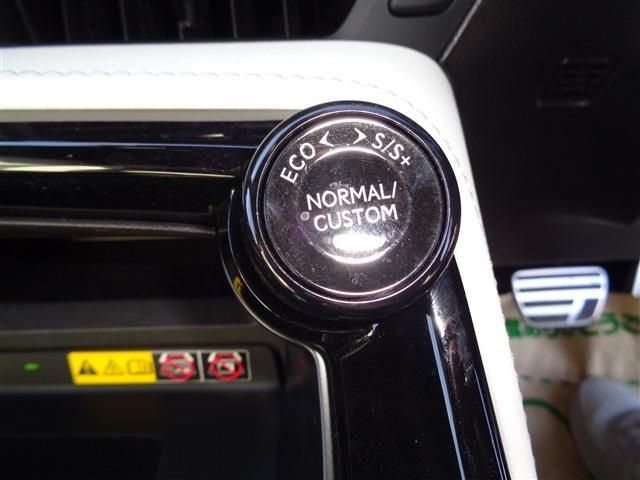 ECO < > S/S+
NORMAL/
CUSTOM